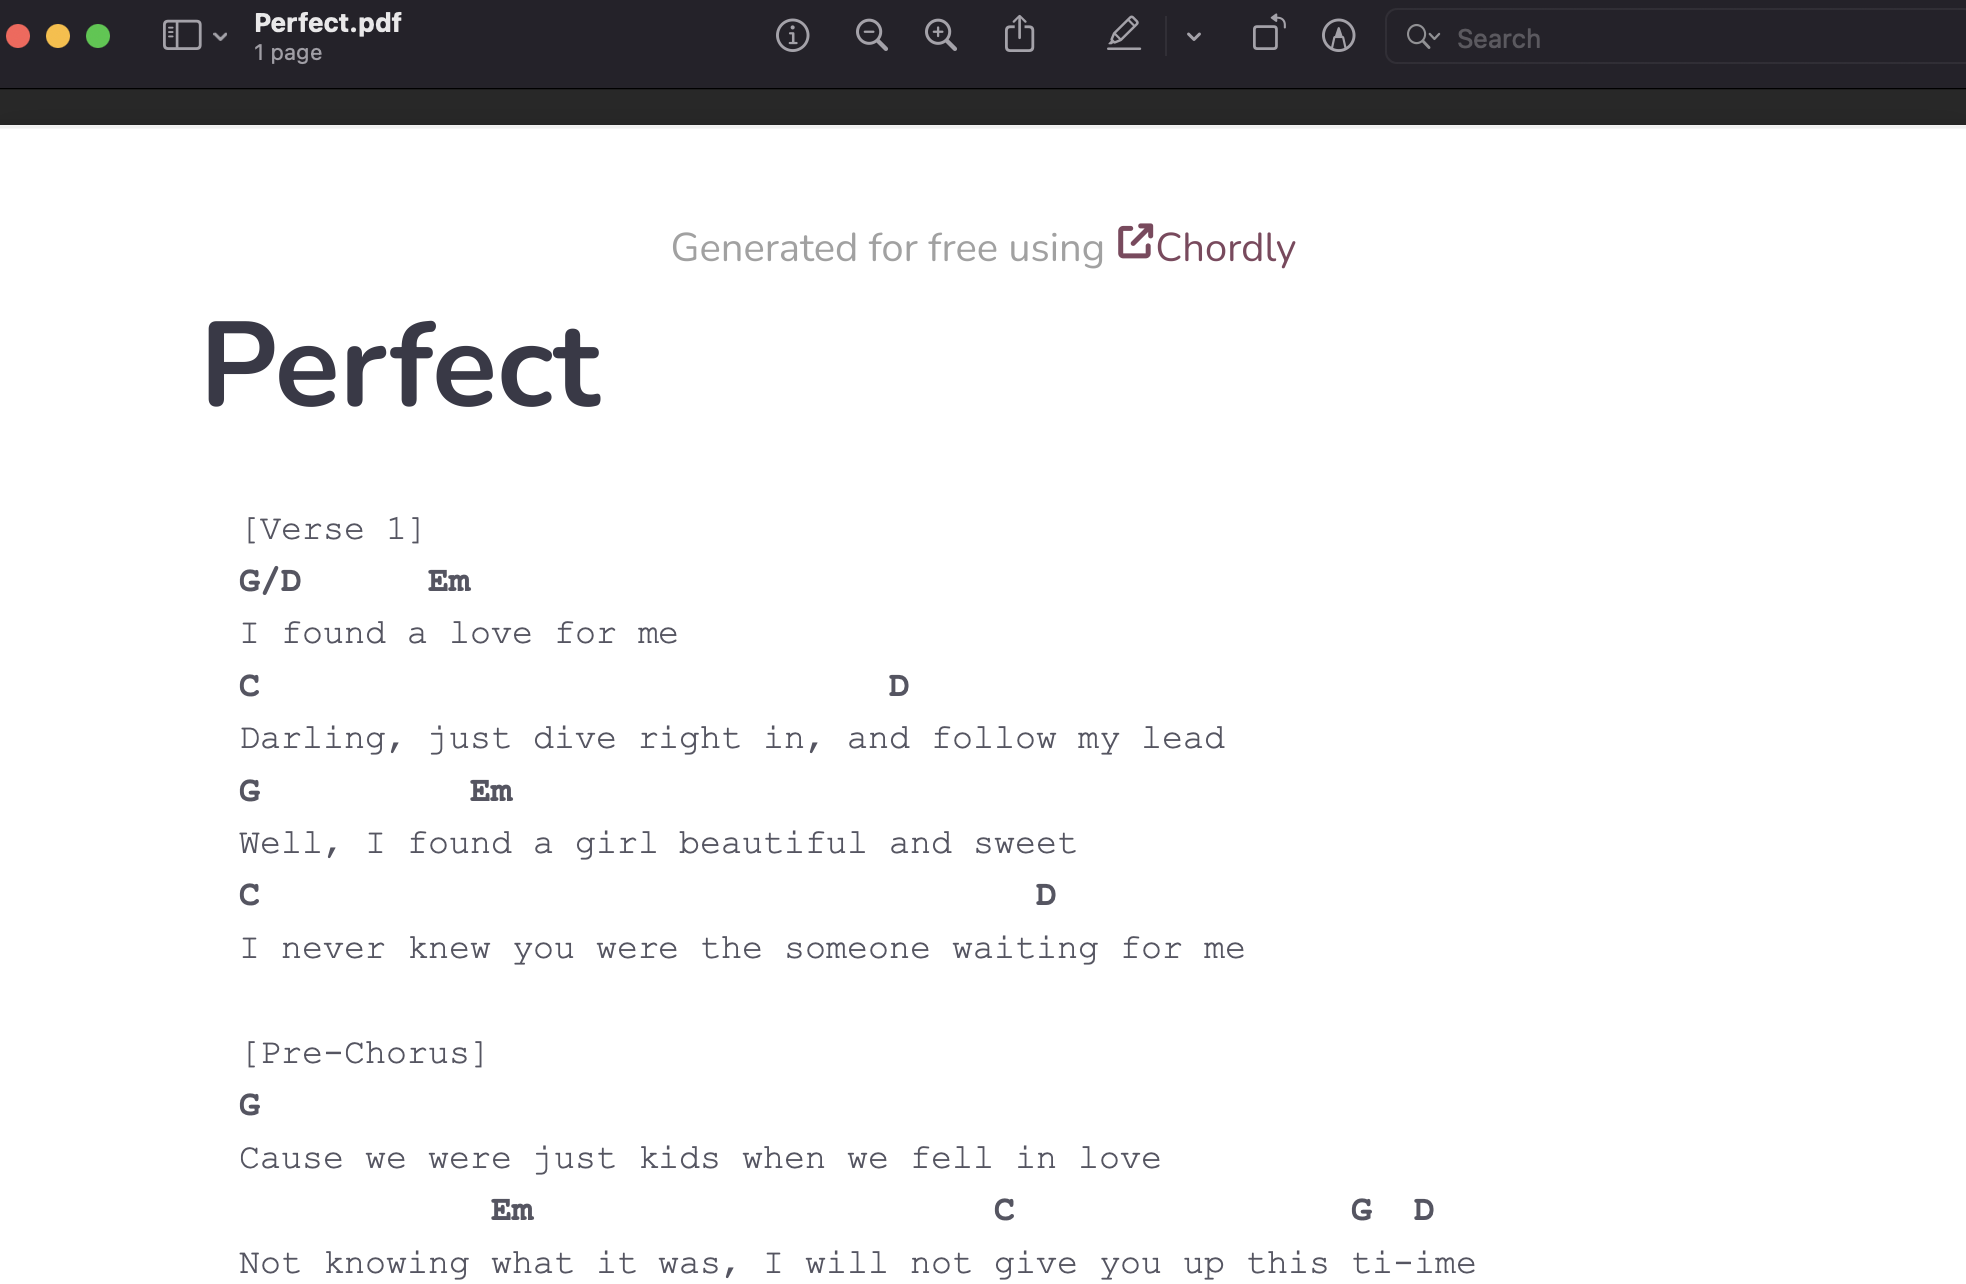 Perfect.pdf
1 page
Search
Generated for free using Chordly
Perfect
[Verse 1]
G/D      Em
I found a love for me
C                              D
Darling, just dive right in, and follow my lead
G          Em
Well, I found a girl beautiful and sweet
C                                     D
I never knew you were the someone waiting for me
[Pre-Chorus]
G
Cause we were just kids when we fell in love
            Em                      C                G  D
Not knowing what it was, I will not give you up this ti-ime